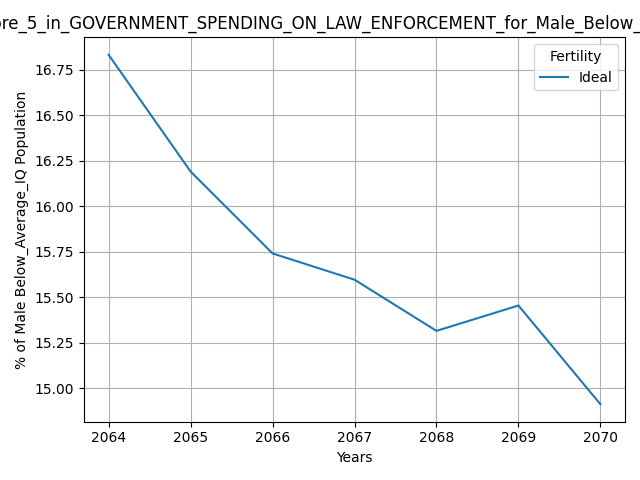 re_5_in_GOVERNMENT_SPENDING_ON_LAW_ENFORCEMENT_for_Male_Below_
Fertility
Ideal
% of Male Below_Average_IQ Population
16.75
16.50
16.25
16.00
15.75
15.50
15.25
15.00
2064 2065 2066 2067 2068 2069 2070
Years